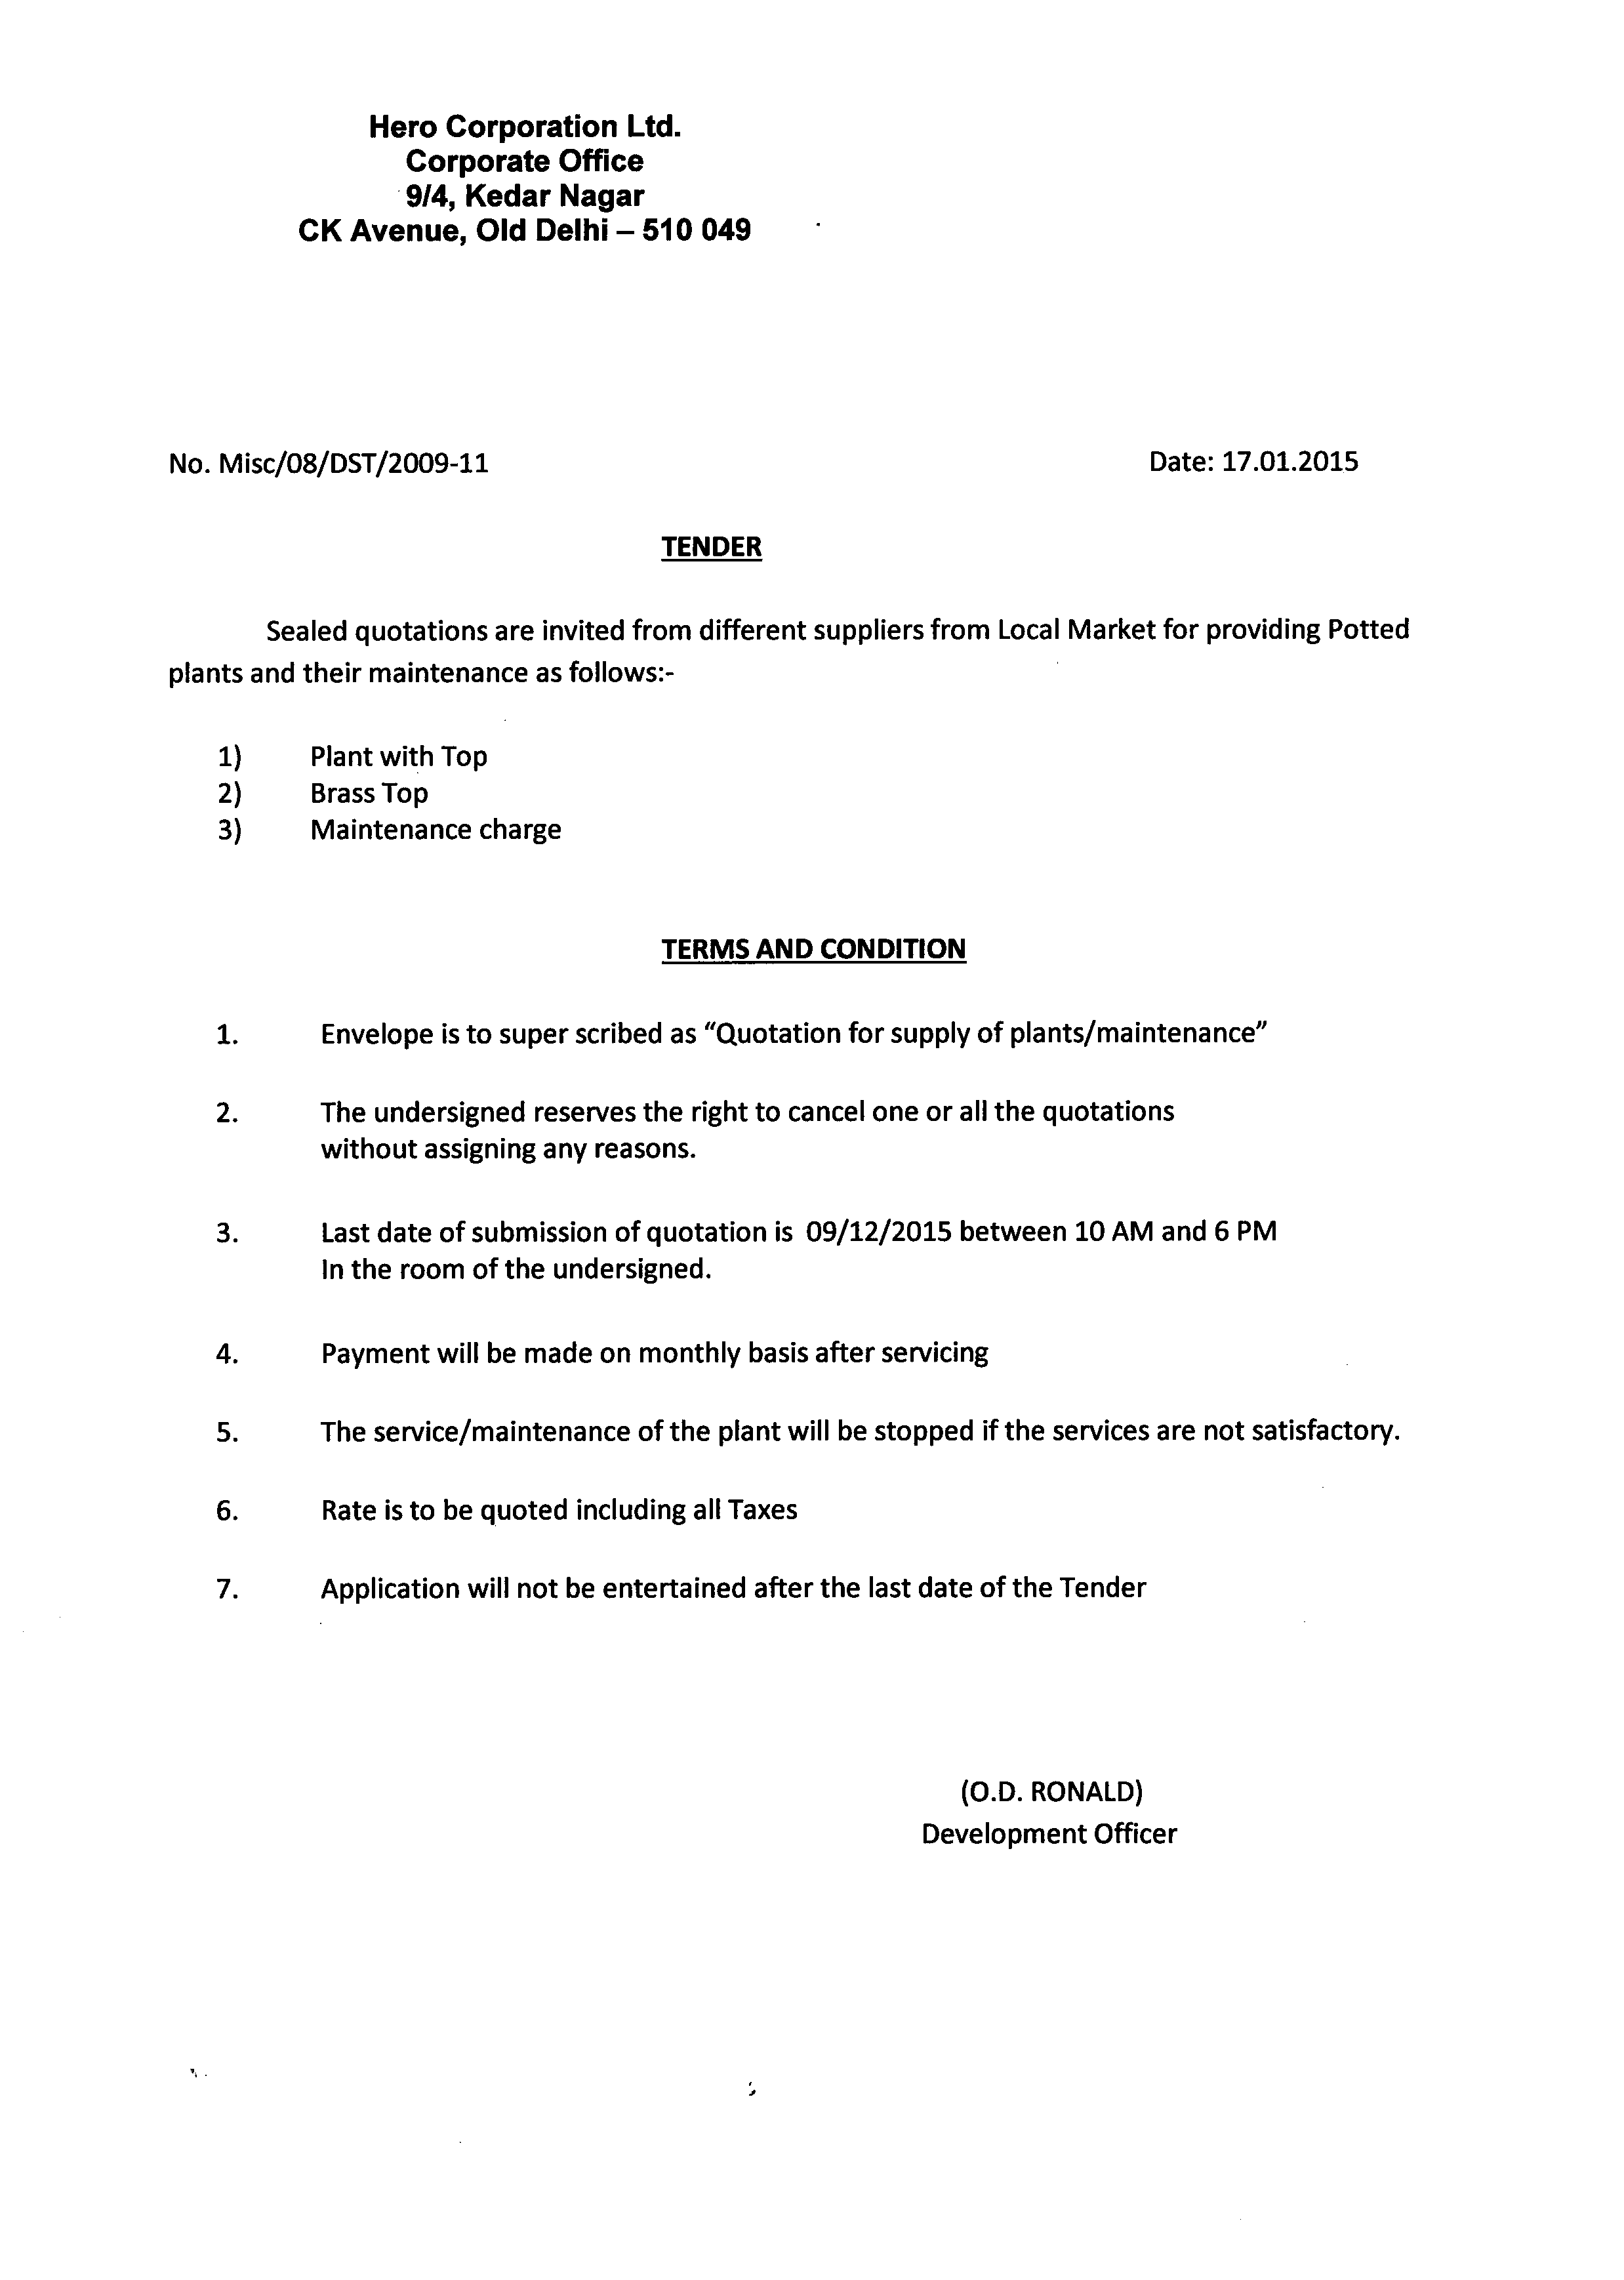 Hero Corporation Ltd.
Corporate Office
9/4, Kedar Nagar
CK Avenue, Old Delhi – 510 049
No. Misc/08/DST/2009-11 Date: 17.01.2015
TENDER
Sealed quotations are invited from different suppliers from Local Market for providing Potted
plants and their maintenance as follows:-
1) Plant with Top
2) Brass Top
3) Maintenance charge
TERMS AND CONDITION
1. Envelope is to super scribed as “Quotation for supply of plants/maintenance”
2. The undersigned reserves the right to cancel one or all the quotations
without assigning any reasons.
3. Last date of submission of quotation is 09/12/2015 between 10 AM and 6 PM
In the room of the undersigned.
4. Payment will be made on monthly basis after servicing
5. The service/maintenance of the plant will be stopped if the services are not satisfactory.
6. Rate is to be quoted including all Taxes
7. Application will not be entertained after the last date of the Tender
(O.D. RONALD)
Development Officer